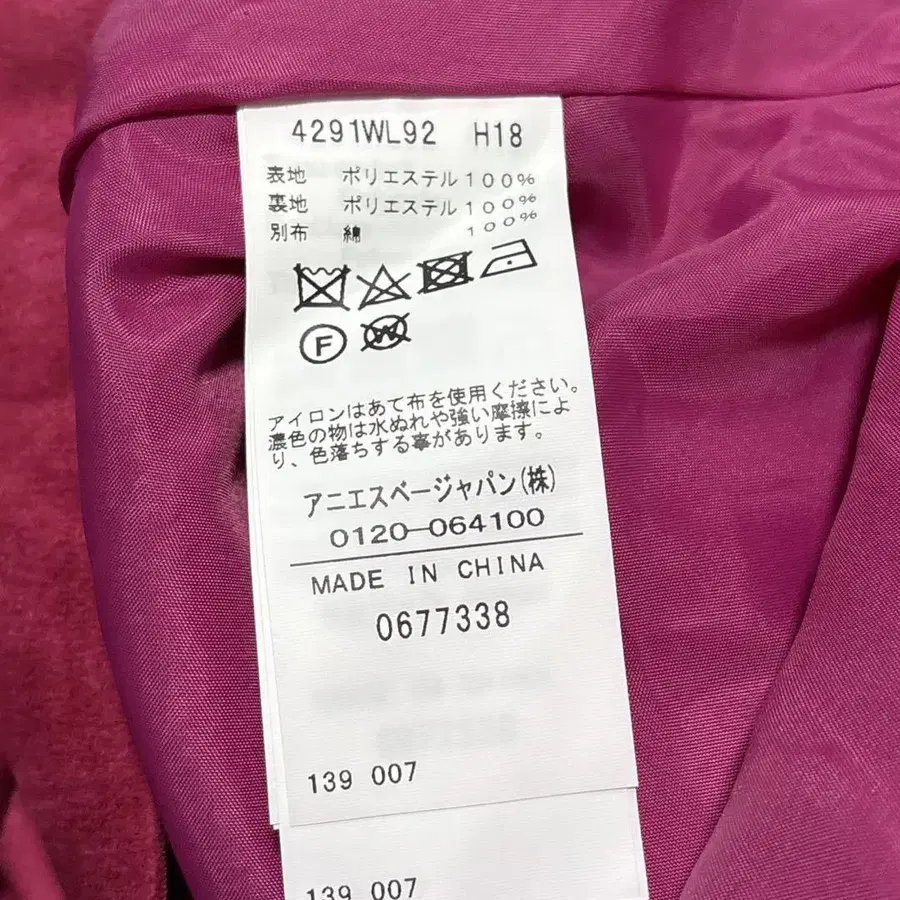 4291WL92 H18
表地 ポリエステル100%
裏地 ポリエステル100%
別布 綿 100%
F W
アイロンはあて布を使用ください。
濃色の物は水ぬれや強い摩擦によ
り、色落ちする事があります。
アニエスベージャパン(株)
0120-064100
MADE IN CHINA
0677338
139 007
139 007